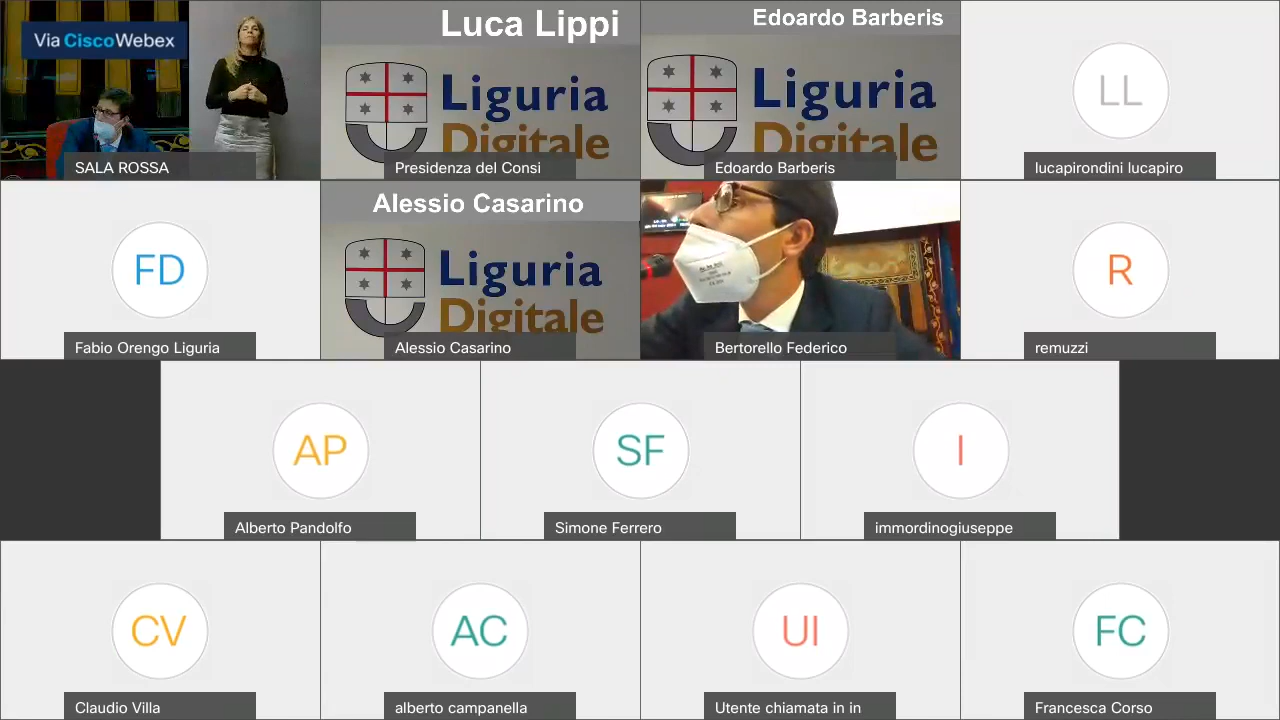 Via Cisco Webex
SALA ROSSA
Luca Lippi
Liguria
Digitale
Presidenza del Consi
Edoardo Barberis
Liguria
Digitale
Edoardo Barberis
LL
lucapirondini lucapiro
FD
Fabio Orengo Liguria
Alessio Casarino
Liguria
Digitale
Alessio Casarino
Bertorello Federico
R
remuzzi
AP
Alberto Pandolfo
SF
Simone Ferrero
I
immordinogiuseppe
CV
Claudio Villa
AC
alberto campanella
UI
Utente chiamata in in
FC
Francesca Corso